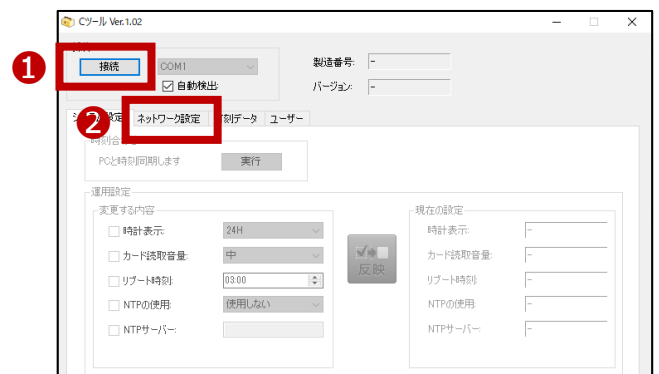 Cツール Ver.1.02
❶
接続
COM1
製造番号: -
☑ 自動検出
バージョン: -
❷
ネットワーク設定
刻データ
ユーザー
PCと時刻同期します
実行
運用設定
変更する内容
現在の設定
時計表示:
24H
時計表示:
-
カード読取音量:
中
カード読取音量:
-
反映
リブート時刻:
03:00
リブート時刻:
-
NTPの使用:
使用しない
NTPの使用:
-
NTPサーバー:
NTPサーバー:
-